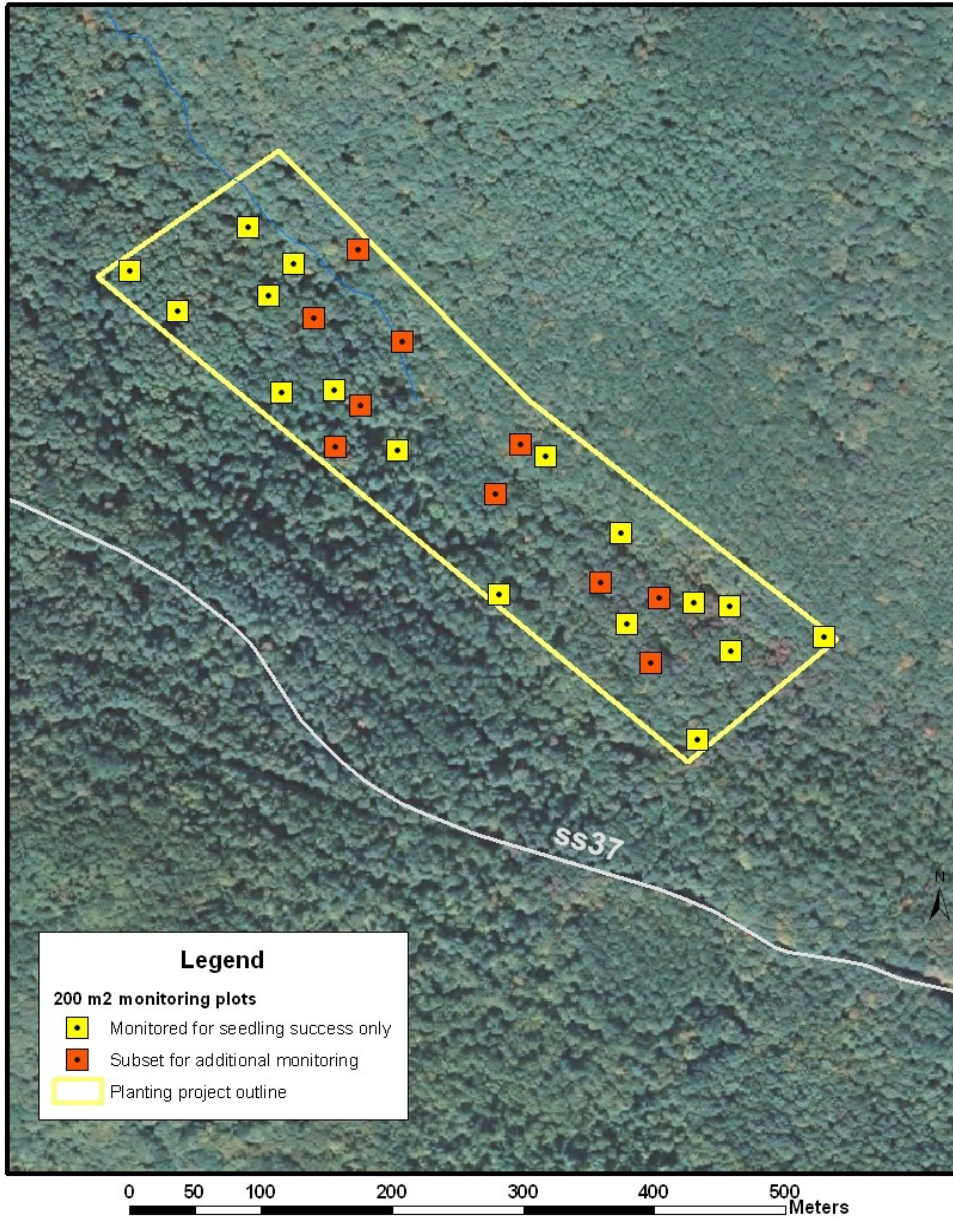 ss37
N
Legend
200 m2 monitoring plots
Monitored for seedling success only
Subset for additional monitoring
Planting project outline
0 50 100 200 300 400 500
Meters